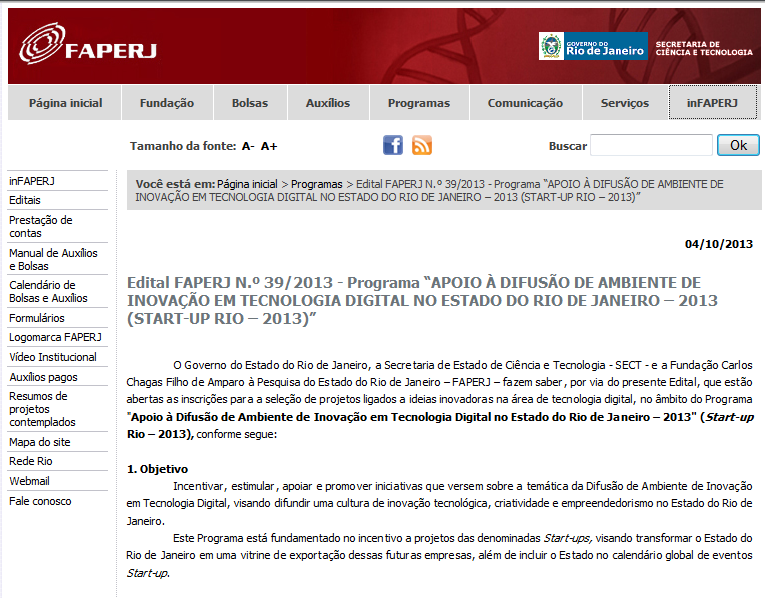 FAPERJ
GOVERNO DO
Rio de Janeiro
SECRETARIA DE
CIÊNCIA E TECNOLOGIA
Página inicial
Fundação
Bolsas
Auxílios
Programas
Comunicação
Serviços
inFAPERJ
Tamanho da fonte: A- A+
Buscar
Ok
inFAPERJ
Editais
Prestação de
contas
Manual de Auxílios
e Bolsas
Calendário de
Bolsas e Auxílios
Formulários
Logomarca FAPERJ
Vídeo Institucional
Auxílios pagos
Resumos de
projetos
contemplados
Mapa do site
Rede Rio
Webmail
Fale conosco
Você está em: Página inicial > Programas > Edital FAPERJ N.º 39/2013 - Programa “APOIO À DIFUSÃO DE AMBIENTE DE
INOVAÇÃO EM TECNOLOGIA DIGITAL NO ESTADO DO RIO DE JANEIRO – 2013 (START-UP RIO – 2013)”
04/10/2013
Edital FAPERJ N.º 39/2013 - Programa “APOIO À DIFUSÃO DE AMBIENTE DE
INOVAÇÃO EM TECNOLOGIA DIGITAL NO ESTADO DO RIO DE JANEIRO – 2013
(START-UP RIO – 2013)”
O Governo do Estado do Rio de Janeiro, a Secretaria de Estado de Ciência e Tecnologia - SECT - e a Fundação Carlos
Chagas Filho de Amparo à Pesquisa do Estado do Rio de Janeiro – FAPERJ – fazem saber, por via do presente Edital, que estão
abertas as inscrições para a seleção de projetos ligados a ideias inovadoras na área de tecnologia digital, no âmbito do Programa
"Apoio à Difusão de Ambiente de Inovação em Tecnologia Digital no Estado do Rio de Janeiro – 2013" (Start-up
Rio – 2013), conforme segue:
1. Objetivo
Incentivar, estimular, apoiar e promover iniciativas que versem sobre a temática da Difusão de Ambiente de Inovação
em Tecnologia Digital, visando difundir uma cultura de inovação tecnológica, criatividade e empreendedorismo no Estado do Rio de
Janeiro.
Este Programa está fundamentado no incentivo a projetos das denominadas Start-ups, visando transformar o Estado do
Rio de Janeiro em uma vitrine de exportação dessas futuras empresas, além de incluir o Estado no calendário global de eventos
Start-up.